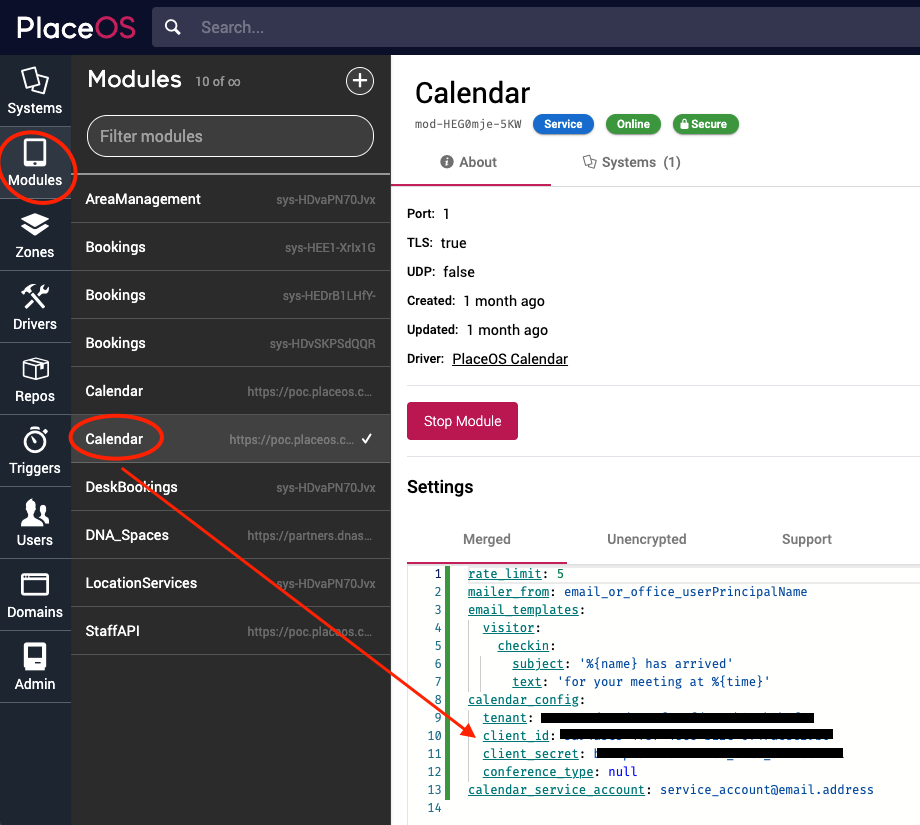 PlaceOS
Search...
Systems
Modules
Zones
Drivers
Repos
Triggers
Users
Domains
Admin
Modules 10 of ∞
Filter modules
AreaManagement sys-HDvaPN70Jvx
Bookings sys-HEE1-XrIx1G
Bookings sys-HEDrB1LHfY-
Bookings sys-HDvSKPSdQQR
Calendar https://poc.placeos.c...
Calendar https://poc.placeos.c...
DeskBookings sys-HDvaPN70Jvx
DNA_Spaces https://partners.dnas...
LocationServices sys-HDvaPN70Jvx
StaffAPI https://poc.placeos.c...
Calendar
mod-HEG0mje-5KW Service Online Secure
About Systems (1)
Port: 1
TLS: true
UDP: false
Created: 1 month ago
Updated: 1 month ago
Driver: PlaceOS Calendar
Stop Module
Settings
Merged Unencrypted Support
1 rate_limit: 5
2 mailer_from: email_or_office_userPrincipalName
3 email_templates:
4 visitor:
5 checkin:
6 subject: '%{name} has arrived'
7 text: 'for your meeting at %{time}'
8 calendar_config:
9 tenant:
10 client_id:
11 client_secret:
12 conference_type: null
13 calendar_service_account: service_account@email.address
14